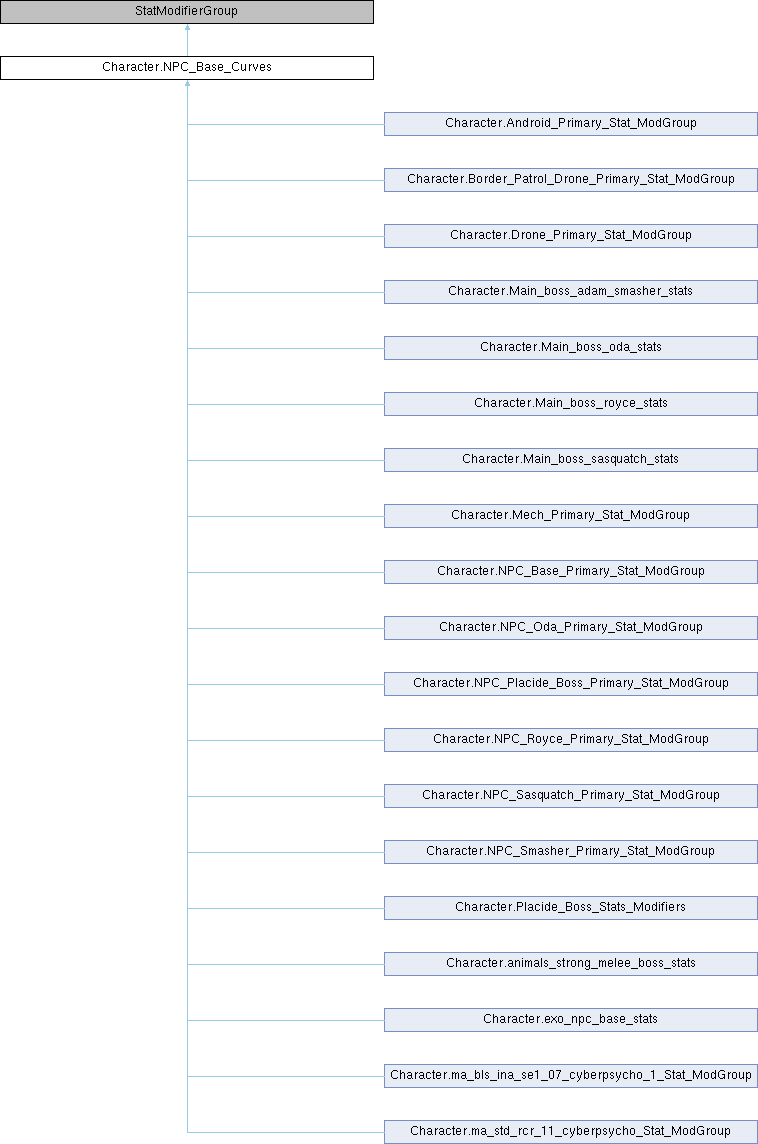 StatModifierGroup
Character.NPC_Base_Curves
Character.Android_Primary_Stat_ModGroup
Character.Border_Patrol_Drone_Primary_Stat_ModGroup
Character.Drone_Primary_Stat_ModGroup
Character.Main_boss_adam_smasher_stats
Character.Main_boss_oda_stats
Character.Main_boss_royce_stats
Character.Main_boss_sasquatch_stats
Character.Mech_Primary_Stat_ModGroup
Character.NPC_Base_Primary_Stat_ModGroup
Character.NPC_Oda_Primary_Stat_ModGroup
Character.NPC_Placide_Boss_Primary_Stat_ModGroup
Character.NPC_Royce_Primary_Stat_ModGroup
Character.NPC_Sasquatch_Primary_Stat_ModGroup
Character.NPC_Smasher_Primary_Stat_ModGroup
Character.Placide_Boss_Stats_Modifiers
Character.animals_strong_melee_boss_stats
Character.exo_npc_base_stats
Character.ma_bls_ina_se1_07_cyberpsycho_1_Stat_ModGroup
Character.ma_std_rcr_11_cyberpsycho_Stat_ModGroup